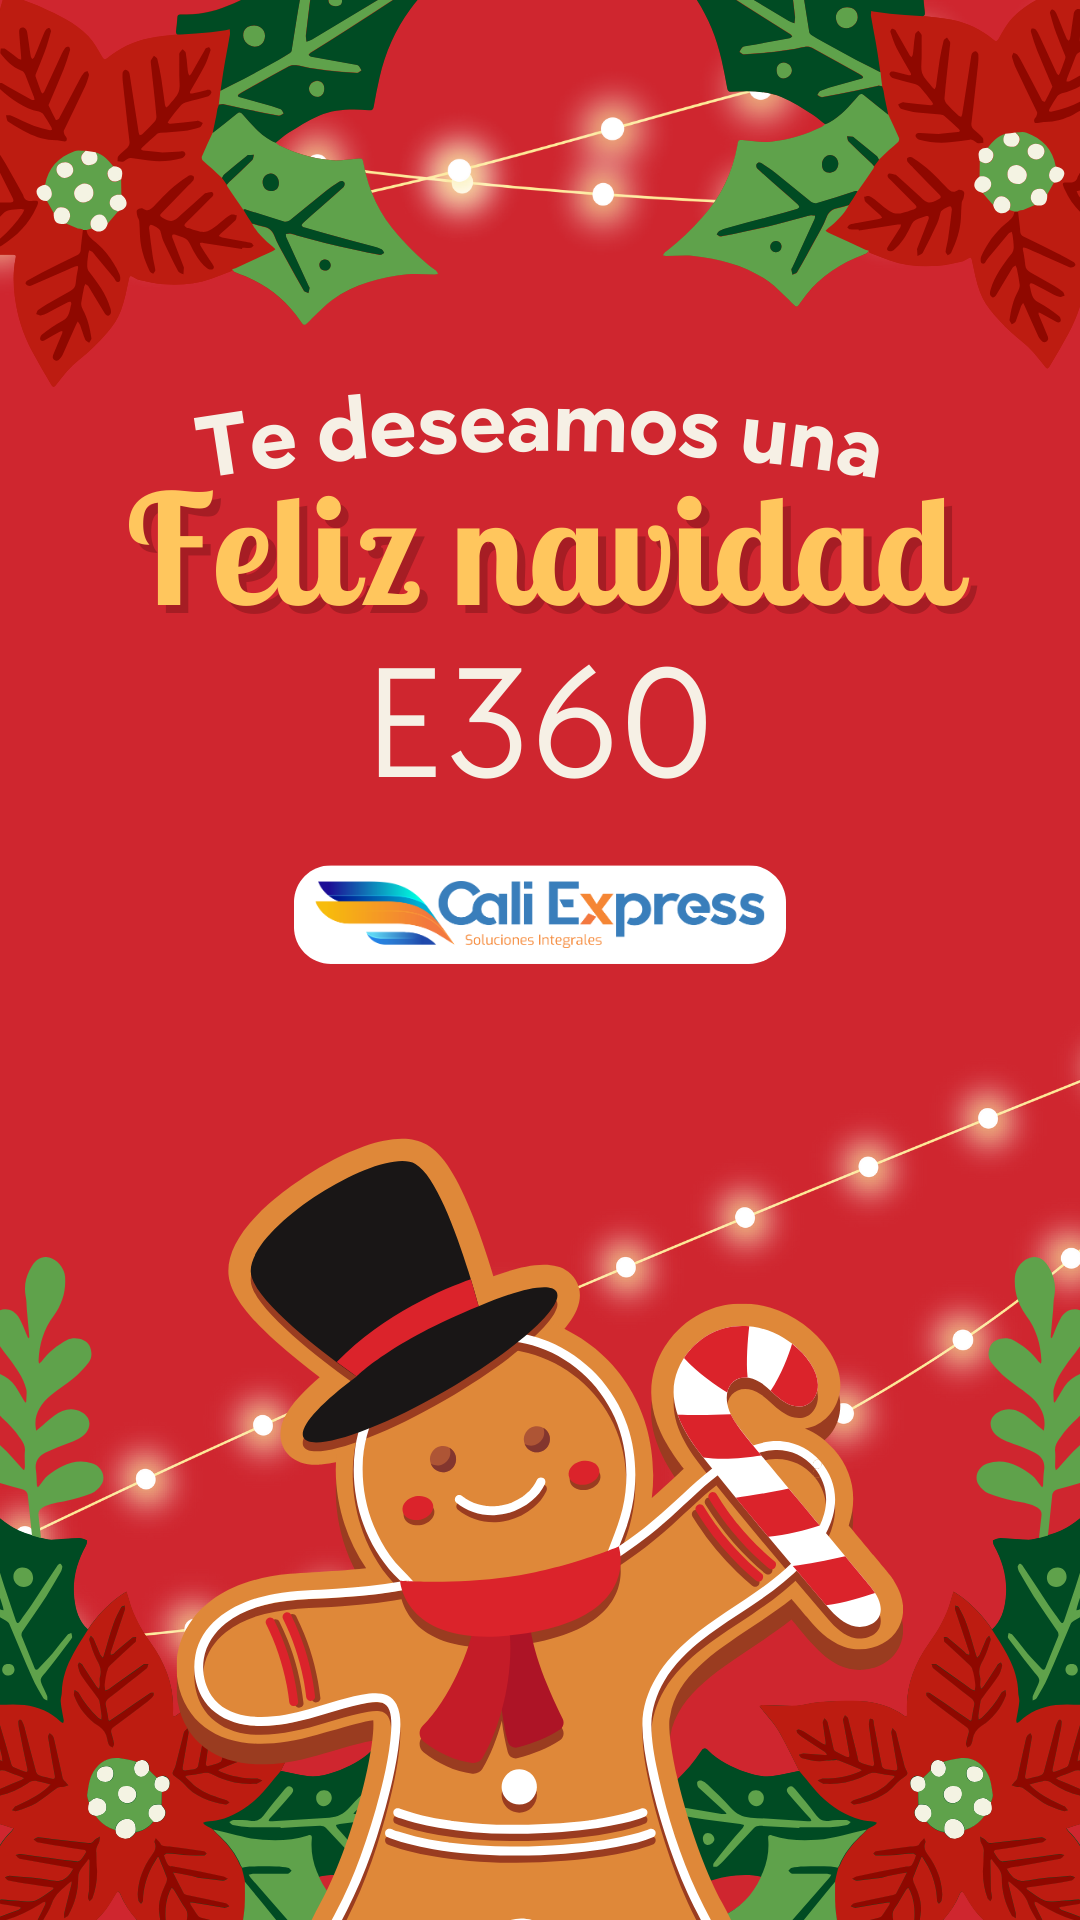 Te deseamos una
Feliz navidad
E360
Cali Express
Soluciones Integrales